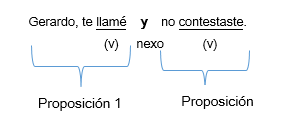 Gerardo, te llamé y no contestaste.
(v) nexo (v)
Proposición 1 Proposición